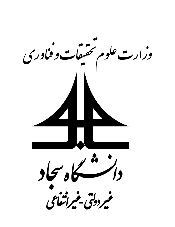 وزارت علوم تحقیقات و فناوری
دانشگاه سجاد
غیردولتی-غیرانتفاعی